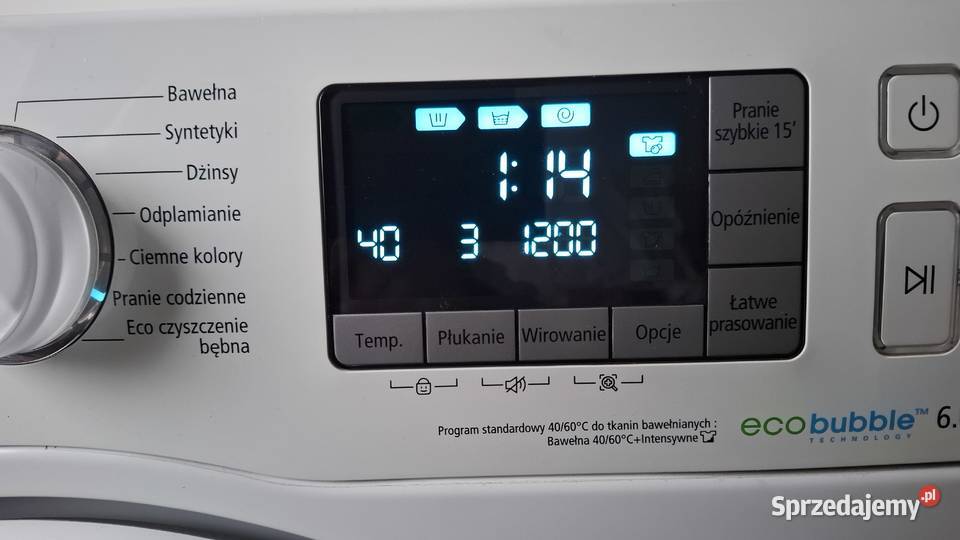 Bawełna
Syntetyki
Dżinsy
Odplamianie
Ciemne kolory
Pranie codzienne
Eco czyszczenie
bębna
1:14
40 3 1200
Temp. Płukanie Wirowanie Opcje
Pranie
szybkie 15’
Opóźnienie
Łatwe
prasowanie
Program standardowy 40/60°C do tkanin bawełnianych :
Bawełna 40/60°C+Intensywne
ecobubble™ 6.
TECHNOLOGY
Sprzedajemy.pl